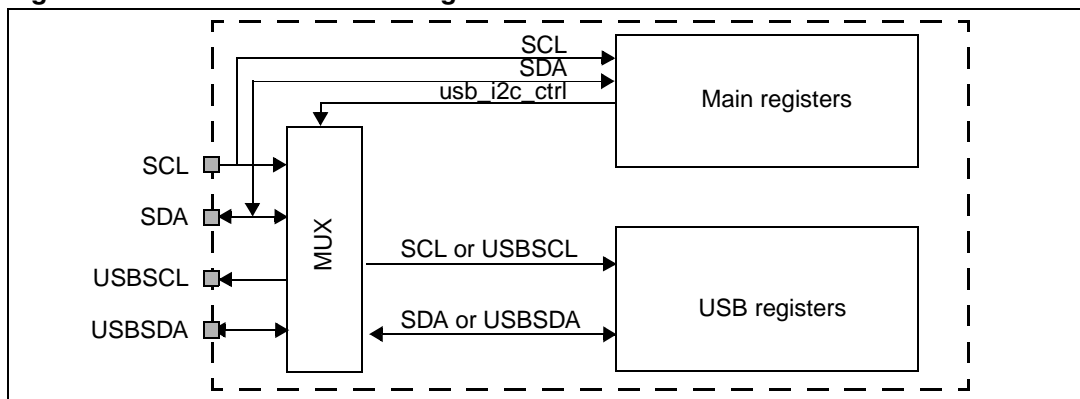 SCL
SDA
usb_i2c_ctrl
Main registers
SCL
SDA
MUX
USBSCL
USBSDA
SCL or USBSCL
SDA or USBSDA
USB registers